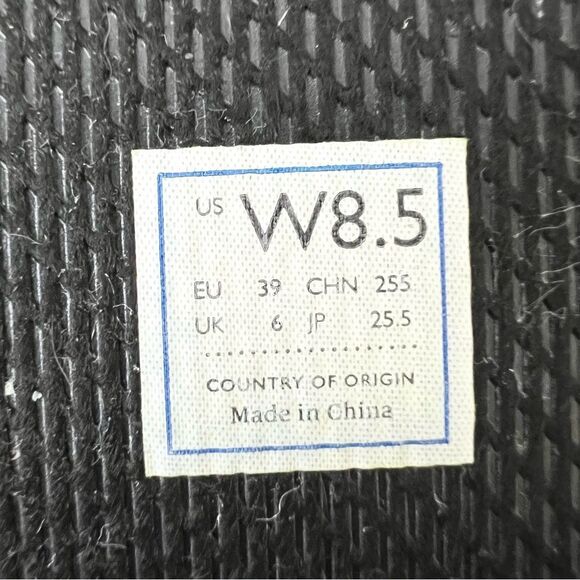 US W8.5
EU 39 CHN 255
UK 6 JP 25.5
COUNTRY OF ORIGIN
Made in China